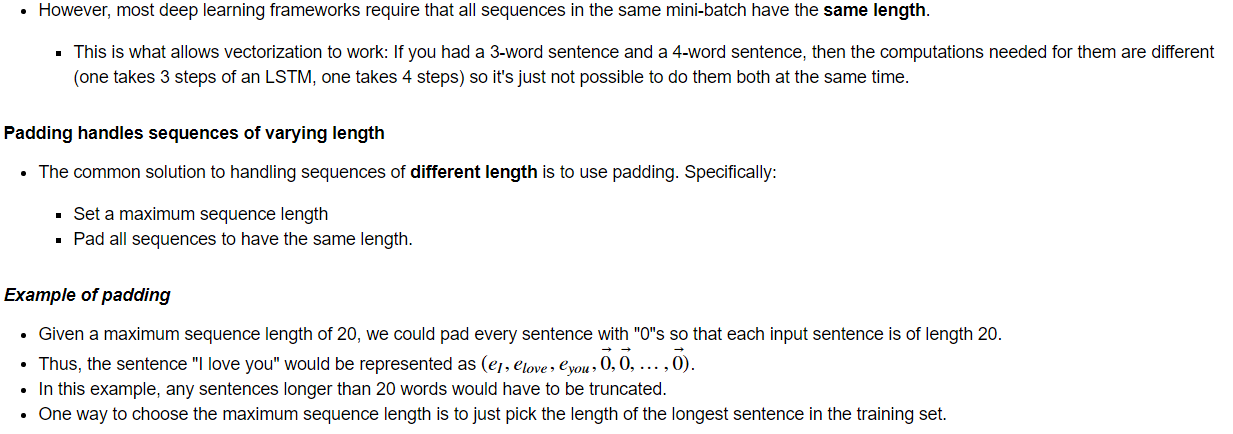 • However, most deep learning frameworks require that all sequences in the same mini-batch have the same length.
▪ This is what allows vectorization to work: If you had a 3-word sentence and a 4-word sentence, then the computations needed for them are different
(one takes 3 steps of an LSTM, one takes 4 steps) so it's just not possible to do them both at the same time.
Padding handles sequences of varying length
• The common solution to handling sequences of different length is to use padding. Specifically:
▪ Set a maximum sequence length
▪ Pad all sequences to have the same length.
Example of padding
• Given a maximum sequence length of 20, we could pad every sentence with "0"s so that each input sentence is of length 20.
• Thus, the sentence "I love you" would be represented as $(e_I, e_{love}, e_{you}, \vec{0}, \vec{0}, \ldots, \vec{0})$.
• In this example, any sentences longer than 20 words would have to be truncated.
• One way to choose the maximum sequence length is to just pick the length of the longest sentence in the training set.